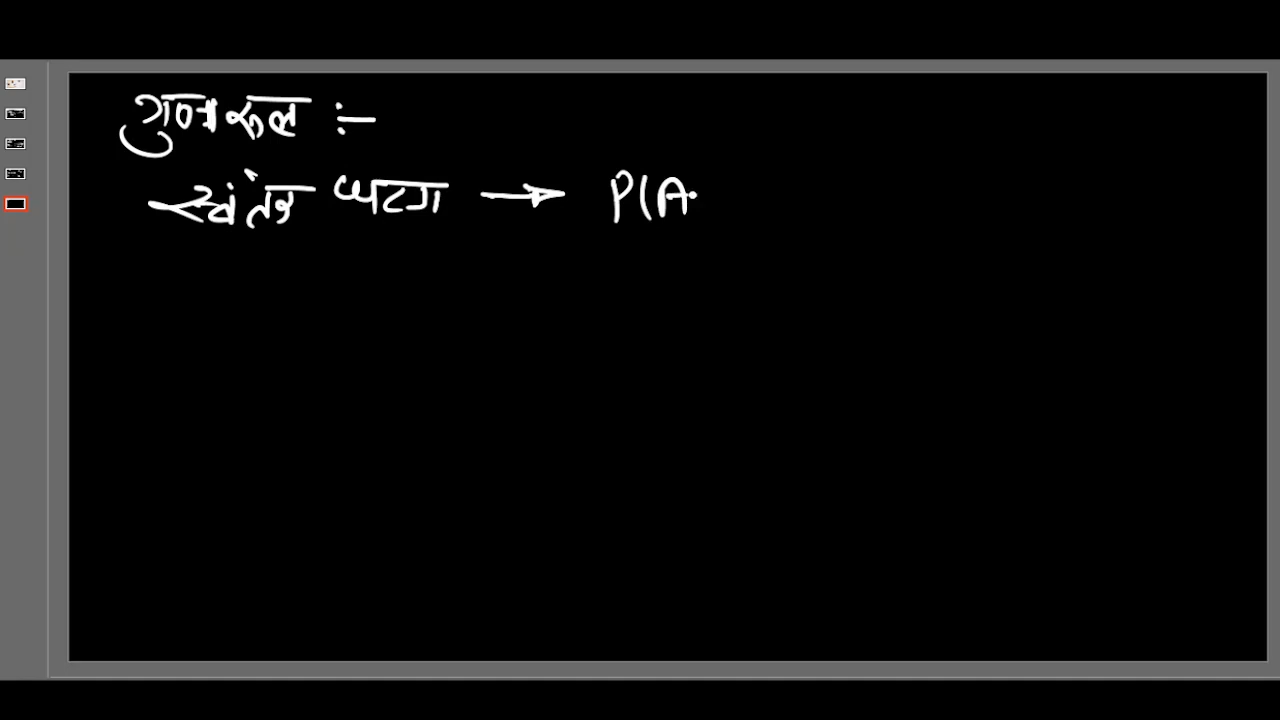 गुणनफल :-
स्वतंत्र घटना → P(A